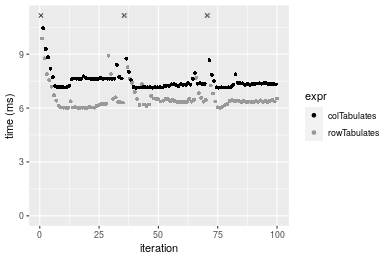 9
6
3
0
time (ms)
0
25
50
75
100
iteration
expr
colTabulates
rowTabulates